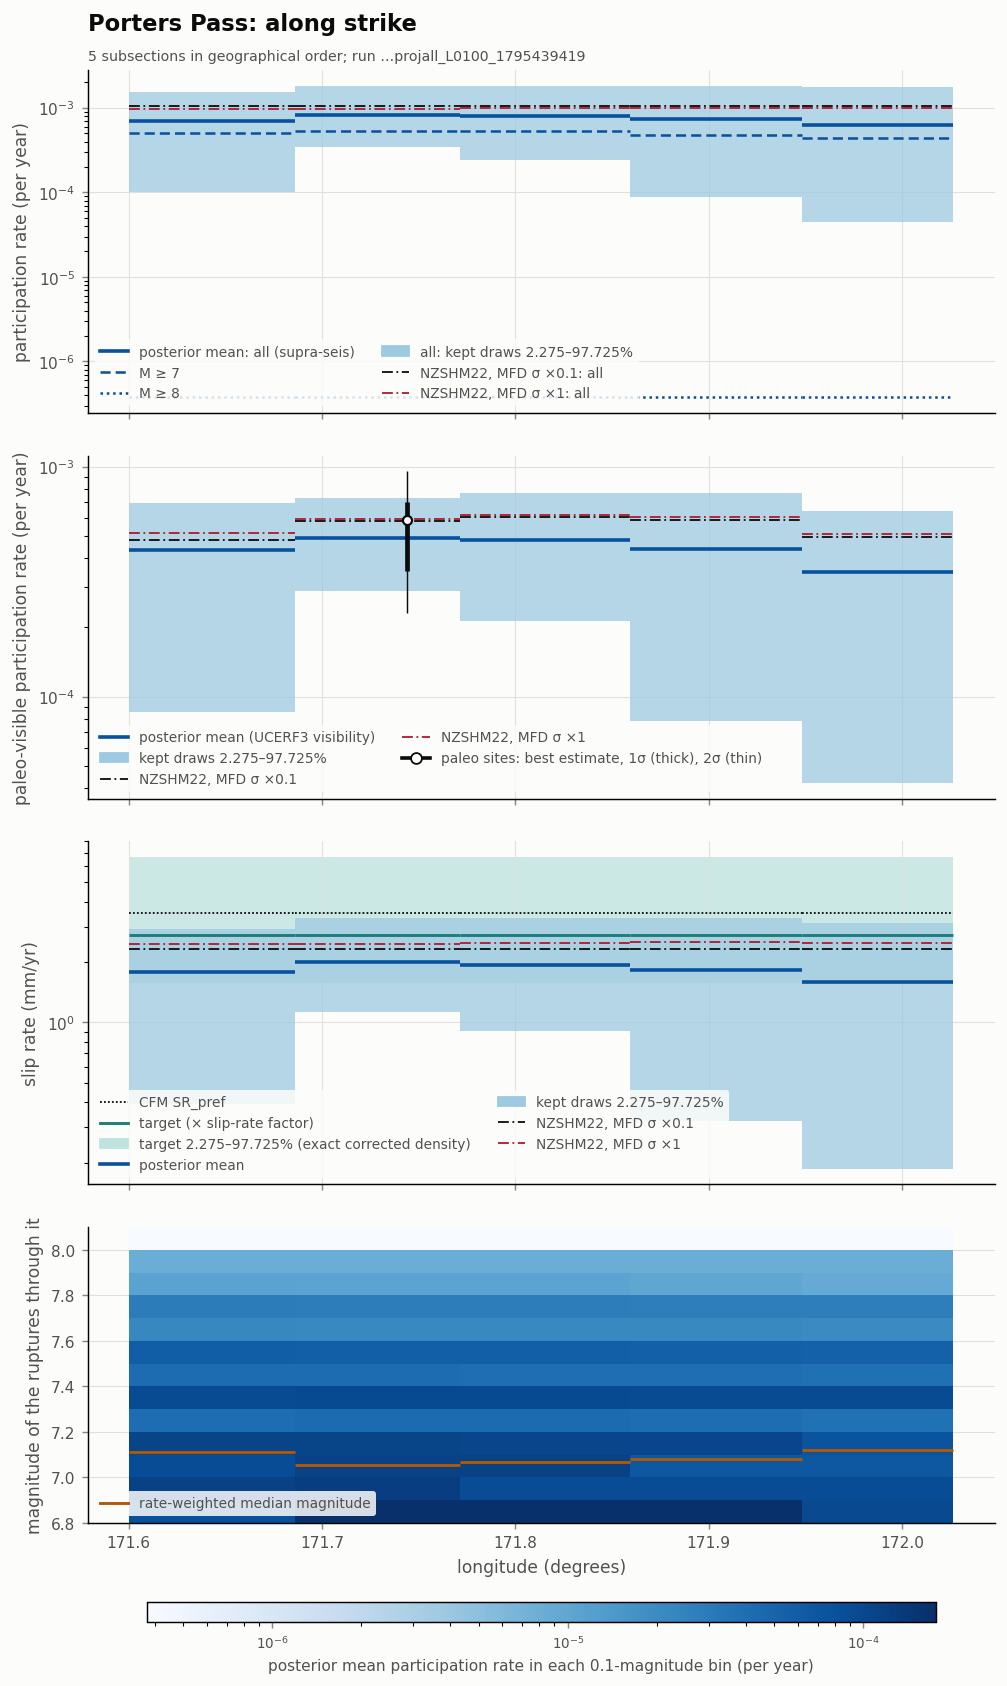 Porters Pass: along strike
5 subsections in geographical order; run ...projall_L0100_1795439419
participation rate (per year)
10⁻³
10⁻⁴
10⁻⁵
10⁻⁶
posterior mean: all (supra-seis)
M ≥ 7
M ≥ 8
all: kept draws 2.275–97.725%
NZSHM22, MFD σ ×0.1: all
NZSHM22, MFD σ ×1: all
paleo-visible participation rate (per year)
10⁻³
10⁻⁴
posterior mean (UCERF3 visibility)
kept draws 2.275–97.725%
NZSHM22, MFD σ ×0.1
NZSHM22, MFD σ ×1
paleo sites: best estimate, 1σ (thick), 2σ (thin)
slip rate (mm/yr)
10⁰
CFM SR_pref
target (× slip-rate factor)
target 2.275–97.725% (exact corrected density)
posterior mean
kept draws 2.275–97.725%
NZSHM22, MFD σ ×0.1
NZSHM22, MFD σ ×1
magnitude of the ruptures through it
8.0
7.8
7.6
7.4
7.2
7.0
6.8
rate-weighted median magnitude
171.6
171.7
171.8
171.9
172.0
longitude (degrees)
10⁻⁶
10⁻⁵
10⁻⁴
posterior mean participation rate in each 0.1-magnitude bin (per year)